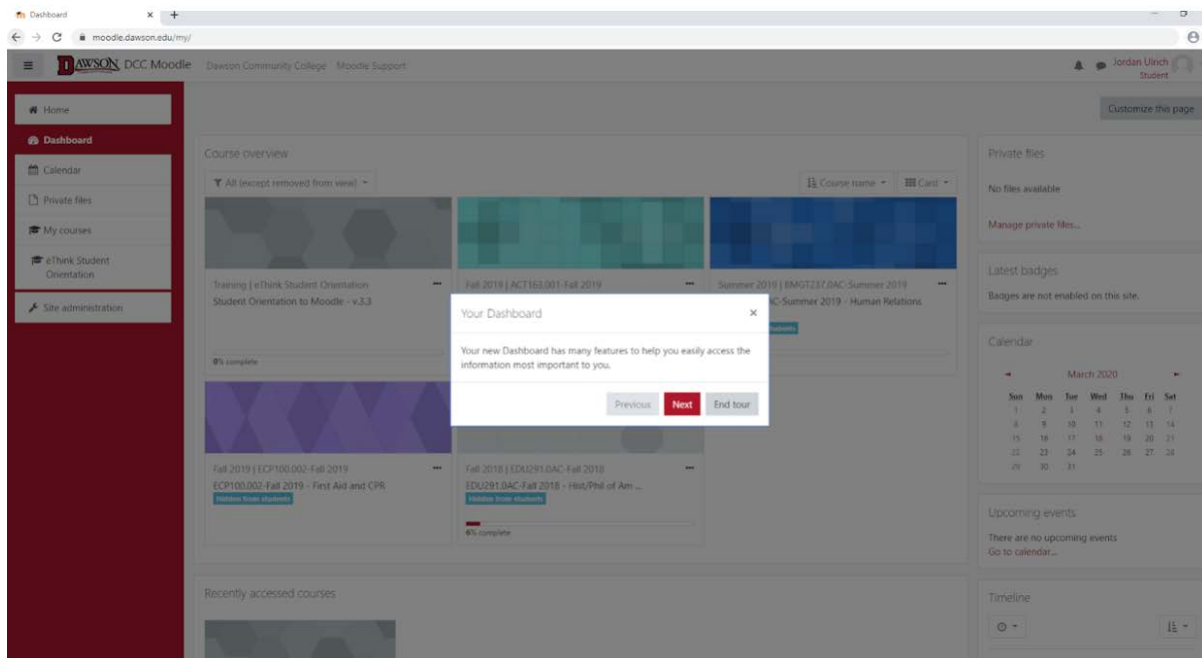 Dashboard
moodle.dawson.edu/my/
DAWSON DCC Moodle Dawson Community College Moodle Support
Jordan Ulrich
Student
Customize this page
Home
Dashboard
Calendar
Private files
My courses
eThink Student
Orientation
Site administration
Course overview
All (except removed from view)
Course name
Card
Training | eThink Student Orientation
Student Orientation to Moodle - v.3.3
0% complete
Fall 2019 | ACT163.001-Fall 2019
Summer 2019 | BMGT237.0AC-Summer 2019
AC-Summer 2019 - Human Relations
students
Your Dashboard
Your new Dashboard has many features to help you easily access the
information most important to you.
Previous Next End tour
Fall 2019 | ECP100.002-Fall 2019
ECP100.002-Fall 2019 - First Aid and CPR
Hidden from students
Fall 2018 | EDU291.0AC-Fall 2018
EDU291.0AC-Fall 2018 - Hist/Phil of Am ...
Hidden from students
6% complete
Recently accessed courses
Private files
No files available
Manage private files...
Latest badges
Badges are not enabled on this site.
Calendar
March 2020
Sun Mon Tue Wed Thu Fri Sat
1 2 3 4 5 6 7
8 9 10 11 12 13 14
15 16 17 18 19 20 21
22 23 24 25 26 27 28
29 30 31
Upcoming events
There are no upcoming events
Go to calendar...
Timeline